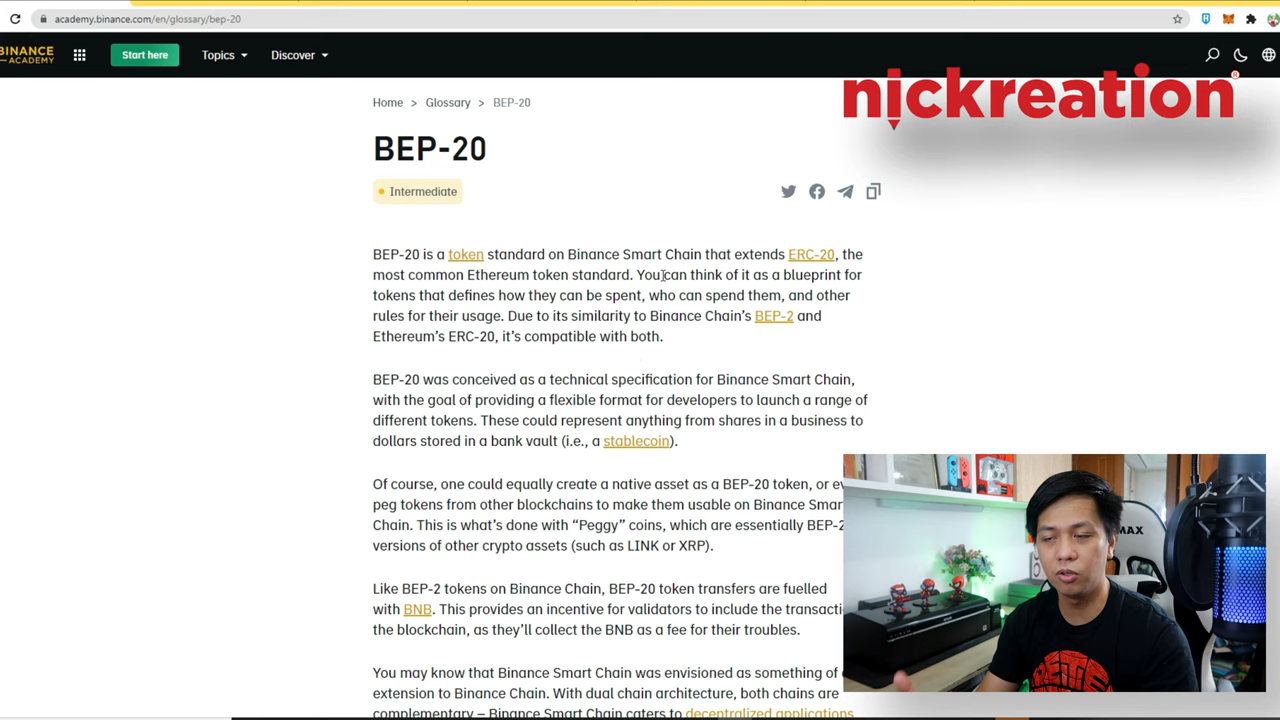 academy.binance.com/en/glossary/bep-20
BINANCE
ACADEMY
Start here
Topics
Discover
nickreation®
Home > Glossary > BEP-20
BEP-20
Intermediate
BEP-20 is a token standard on Binance Smart Chain that extends ERC-20, the
most common Ethereum token standard. You can think of it as a blueprint for
tokens that defines how they can be spent, who can spend them, and other
rules for their usage. Due to its similarity to Binance Chain’s BEP-2 and
Ethereum’s ERC-20, it’s compatible with both.
BEP-20 was conceived as a technical specification for Binance Smart Chain,
with the goal of providing a flexible format for developers to launch a range of
different tokens. These could represent anything from shares in a business to
dollars stored in a bank vault (i.e., a stablecoin).
Of course, one could equally create a native asset as a BEP-20 token, or
peg tokens from other blockchains to make them usable on Binance
Chain. This is what’s done with “Peggy” coins, which are essentially
versions of other crypto assets (such as LINK or XRP).
Like BEP-2 tokens on Binance Chain, BEP-20 token transfers are fuelled
with BNB. This provides an incentive for validators to include the
the blockchain, as they’ll collect the BNB as a fee for their troubles.
You may know that Binance Smart Chain was envisioned as something of
extension to Binance Chain. With dual chain architecture, both chains are
complementary – Binance Smart Chain caters to decentralized applications